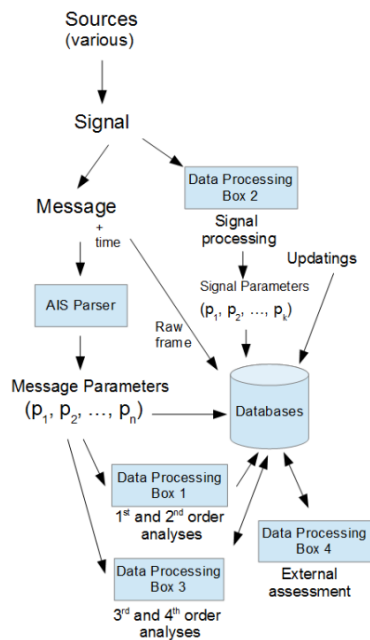 Sources
(various)
Signal
Data Processing
Box 2
Message
+
time
Signal
processing
Updatings
AIS Parser
Signal Parameters
(p1, p2, ..., pk)
Raw
frame
Message Parameters
(p1, p2, ..., pn)
Databases
Data Processing
Box 1
1st and 2nd order
analyses
Data Processing
Box 4
External
assessment
Data Processing
Box 3
3rd and 4th order
analyses